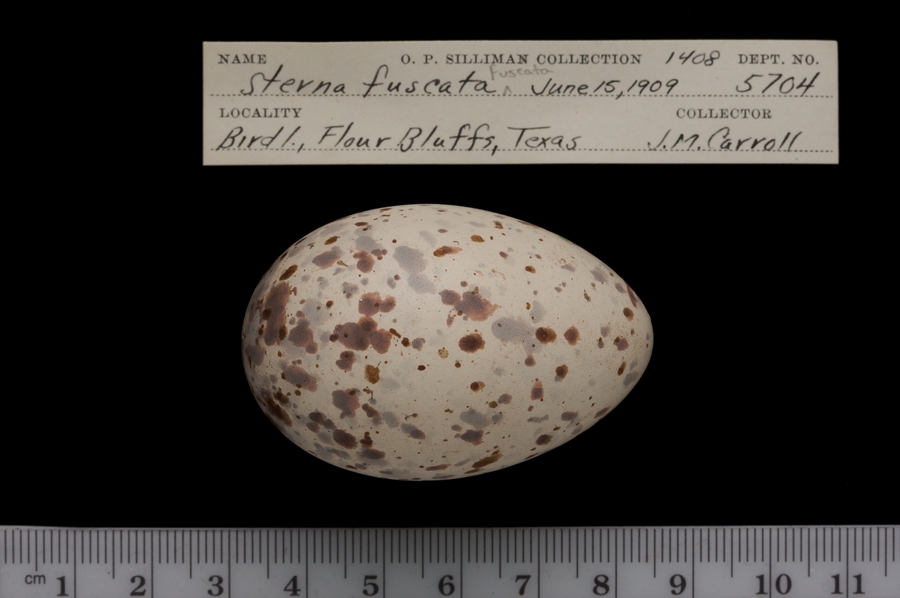 NAME O. P. SILLIMAN COLLECTION 1408 DEPT. NO.
fuscata
Sterna fuscata ^ June 15, 1909 5704
LOCALITY COLLECTOR
Bird I., Flour Bluffs, Texas J.M. Carroll
cm 1 2 3 4 5 6 7 8 9 10 11